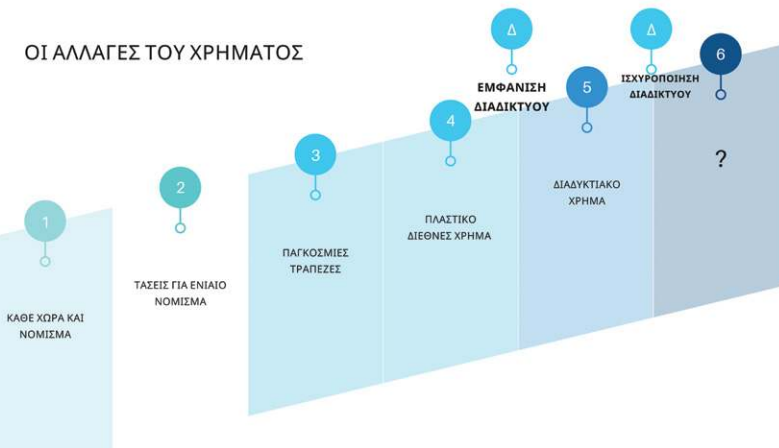 ΟΙ ΑΛΛΑΓΕΣ ΤΟΥ ΧΡΗΜΑΤΟΣ
1
ΚΑΘΕ ΧΩΡΑ ΚΑΙ
ΝΟΜΙΣΜΑ
2
ΤΑΣΕΙΣ ΓΙΑ ΕΝΙΑΙΟ
ΝΟΜΙΣΜΑ
3
ΠΑΓΚΟΣΜΙΕΣ
ΤΡΑΠΕΖΕΣ
4
ΠΛΑΣΤΙΚΟ
ΔΙΕΘΝΕΣ ΧΡΗΜΑ
Δ
ΕΜΦΑΝΙΣΗ
ΔΙΑΔΙΚΤΥΟΥ
5
ΔΙΑΔΥΚΤΙΑΚΟ
ΧΡΗΜΑ
Δ
ΙΣΧΥΡΟΠΟΙΗΣΗ
ΔΙΑΔΙΚΤΥΟΥ
6
?